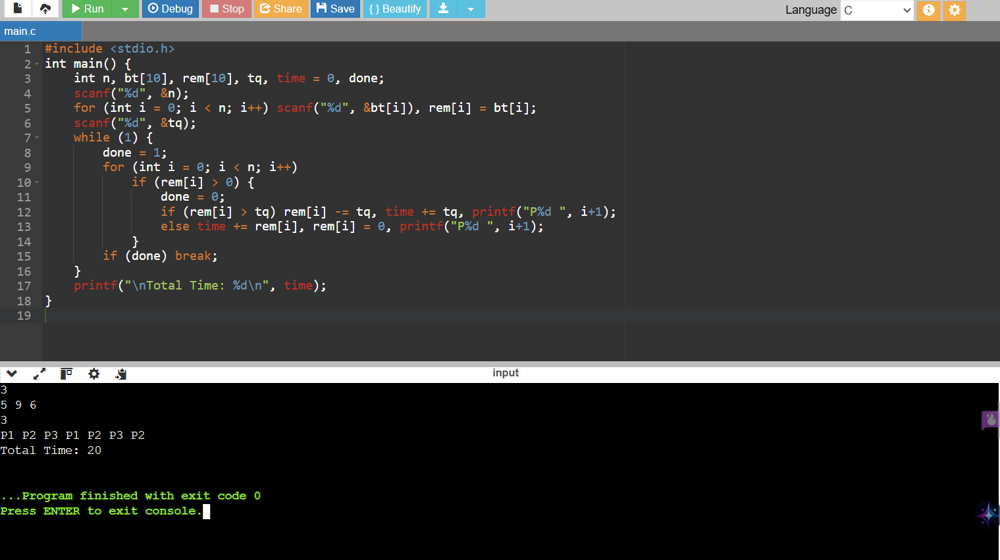 Run Debug Stop Share Save { } Beautify Language C
main.c
1 #include <stdio.h>
2 int main() {
3     int n, bt[10], rem[10], tq, time = 0, done;
4     scanf("%d", &n);
5     for (int i = 0; i < n; i++) scanf("%d", &bt[i]), rem[i] = bt[i];
6     scanf("%d", &tq);
7     while (1) {
8         done = 1;
9         for (int i = 0; i < n; i++)
10             if (rem[i] > 0) {
11                 done = 0;
12                 if (rem[i] > tq) rem[i] -= tq, time += tq, printf("P%d ", i+1);
13                 else time += rem[i], rem[i] = 0, printf("P%d ", i+1);
14             }
15         if (done) break;
16     }
17     printf("\nTotal Time: %d\n", time);
18 }
19
input
3
5 9 6
3
P1 P2 P3 P1 P2 P3 P2
Total Time: 20
...Program finished with exit code 0
Press ENTER to exit console.